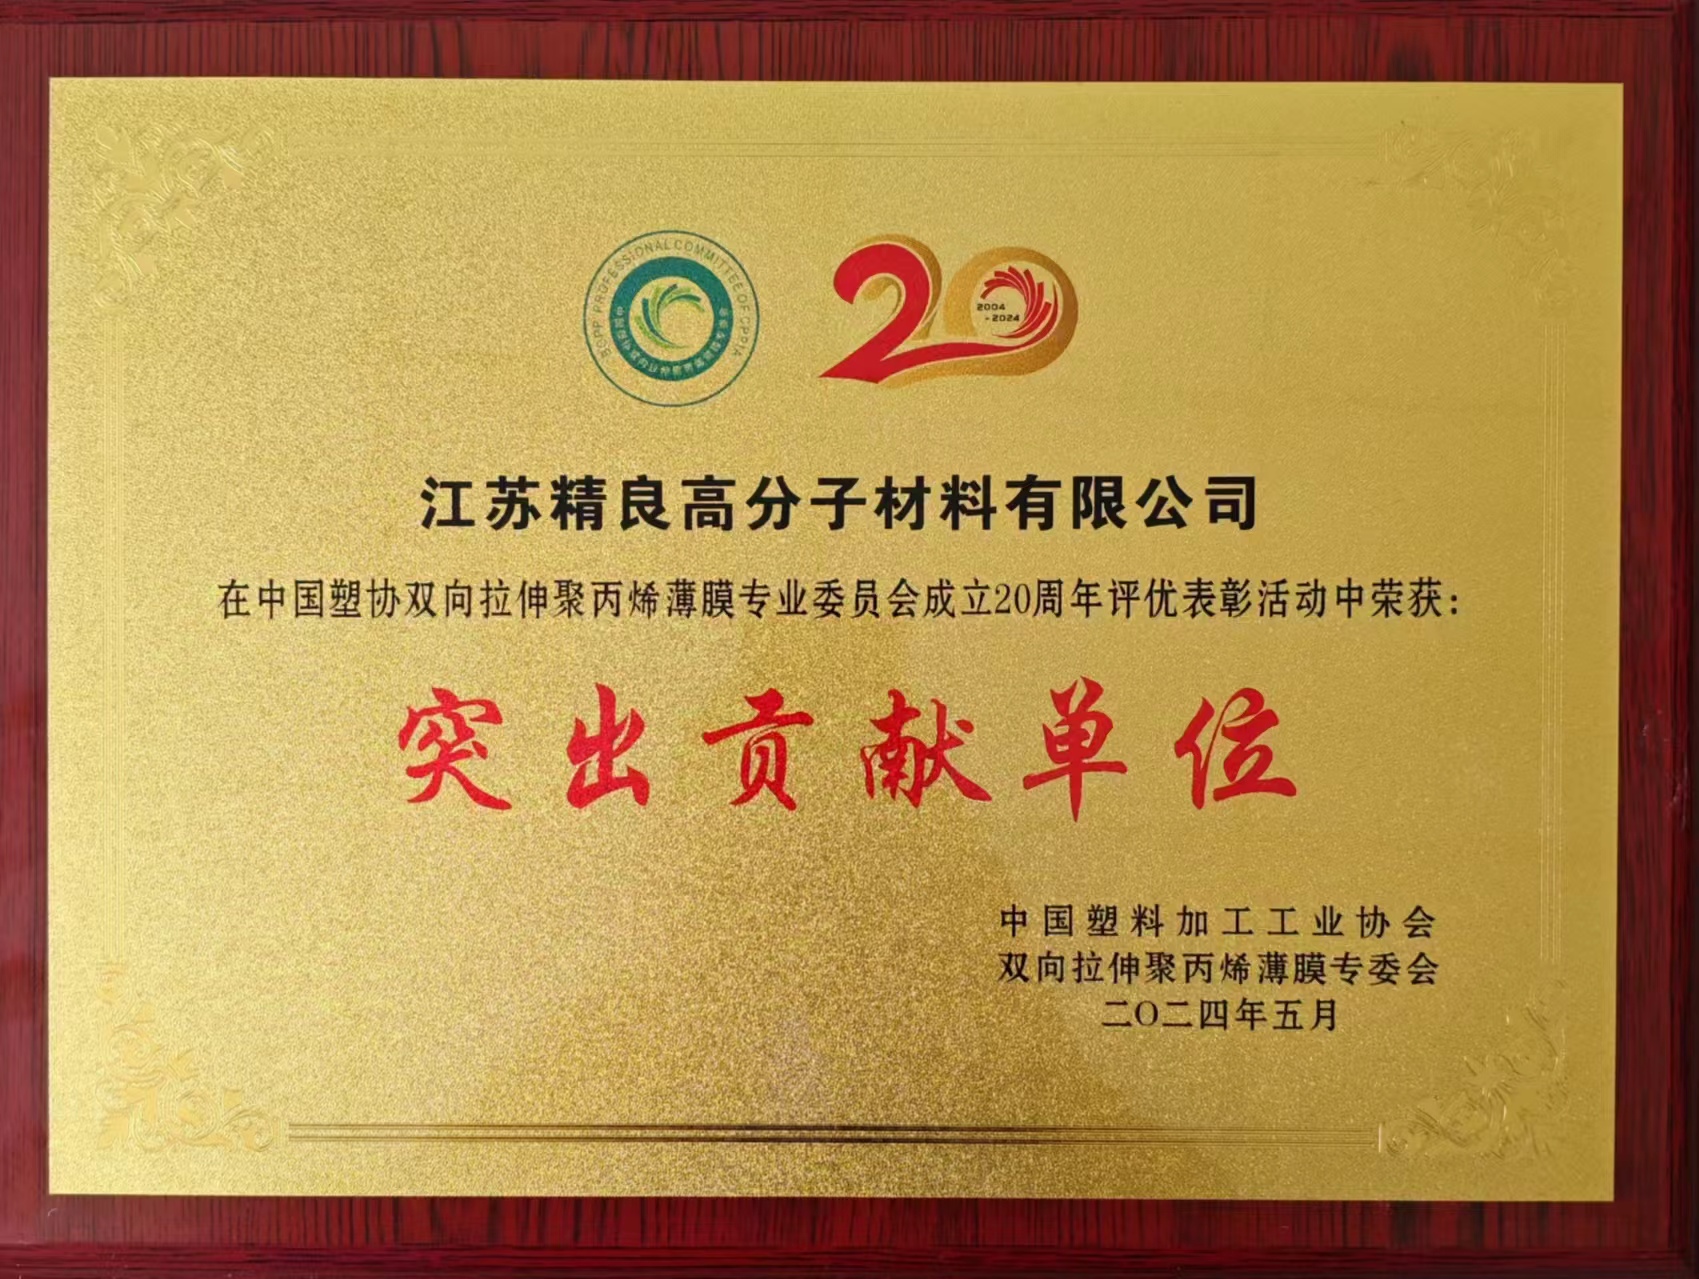 BOPP PROFESSIONAL COMMITTEE OF CPPIA
2004
-2024
江苏精良高分子材料有限公司
在中国塑协双向拉伸聚丙烯薄膜专业委员会成立20周年评优表彰活动中荣获：
突出贡献单位
中国塑料加工工业协会
双向拉伸聚丙烯薄膜专委会
二〇二四年五月